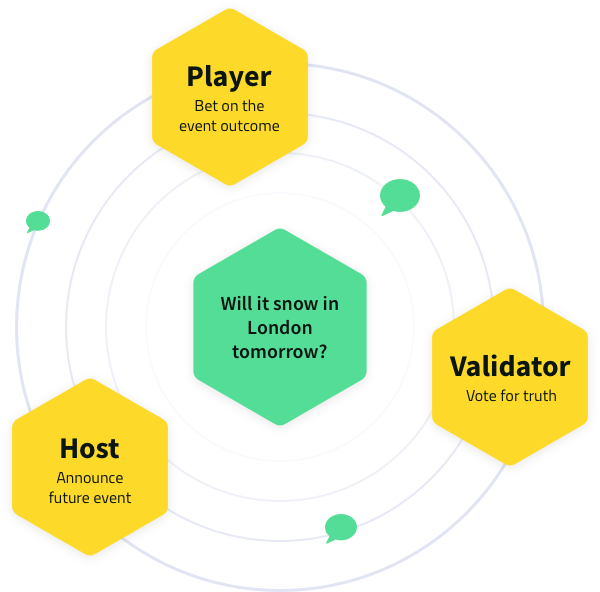 Player
Bet on the
event outcome
Will it snow in
London
tomorrow?
Validator
Vote for truth
Host
Announce
future event